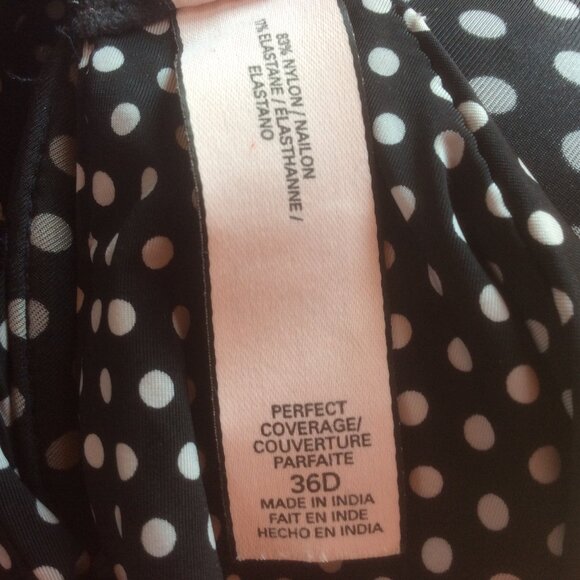 83% NYLON / NAILON
17% ELASTANE / ÉLASTHANNE /
ELASTANO
PERFECT
COVERAGE/
COUVERTURE
PARFAITE
36D
MADE IN INDIA
FAIT EN INDE
HECHO EN INDIA